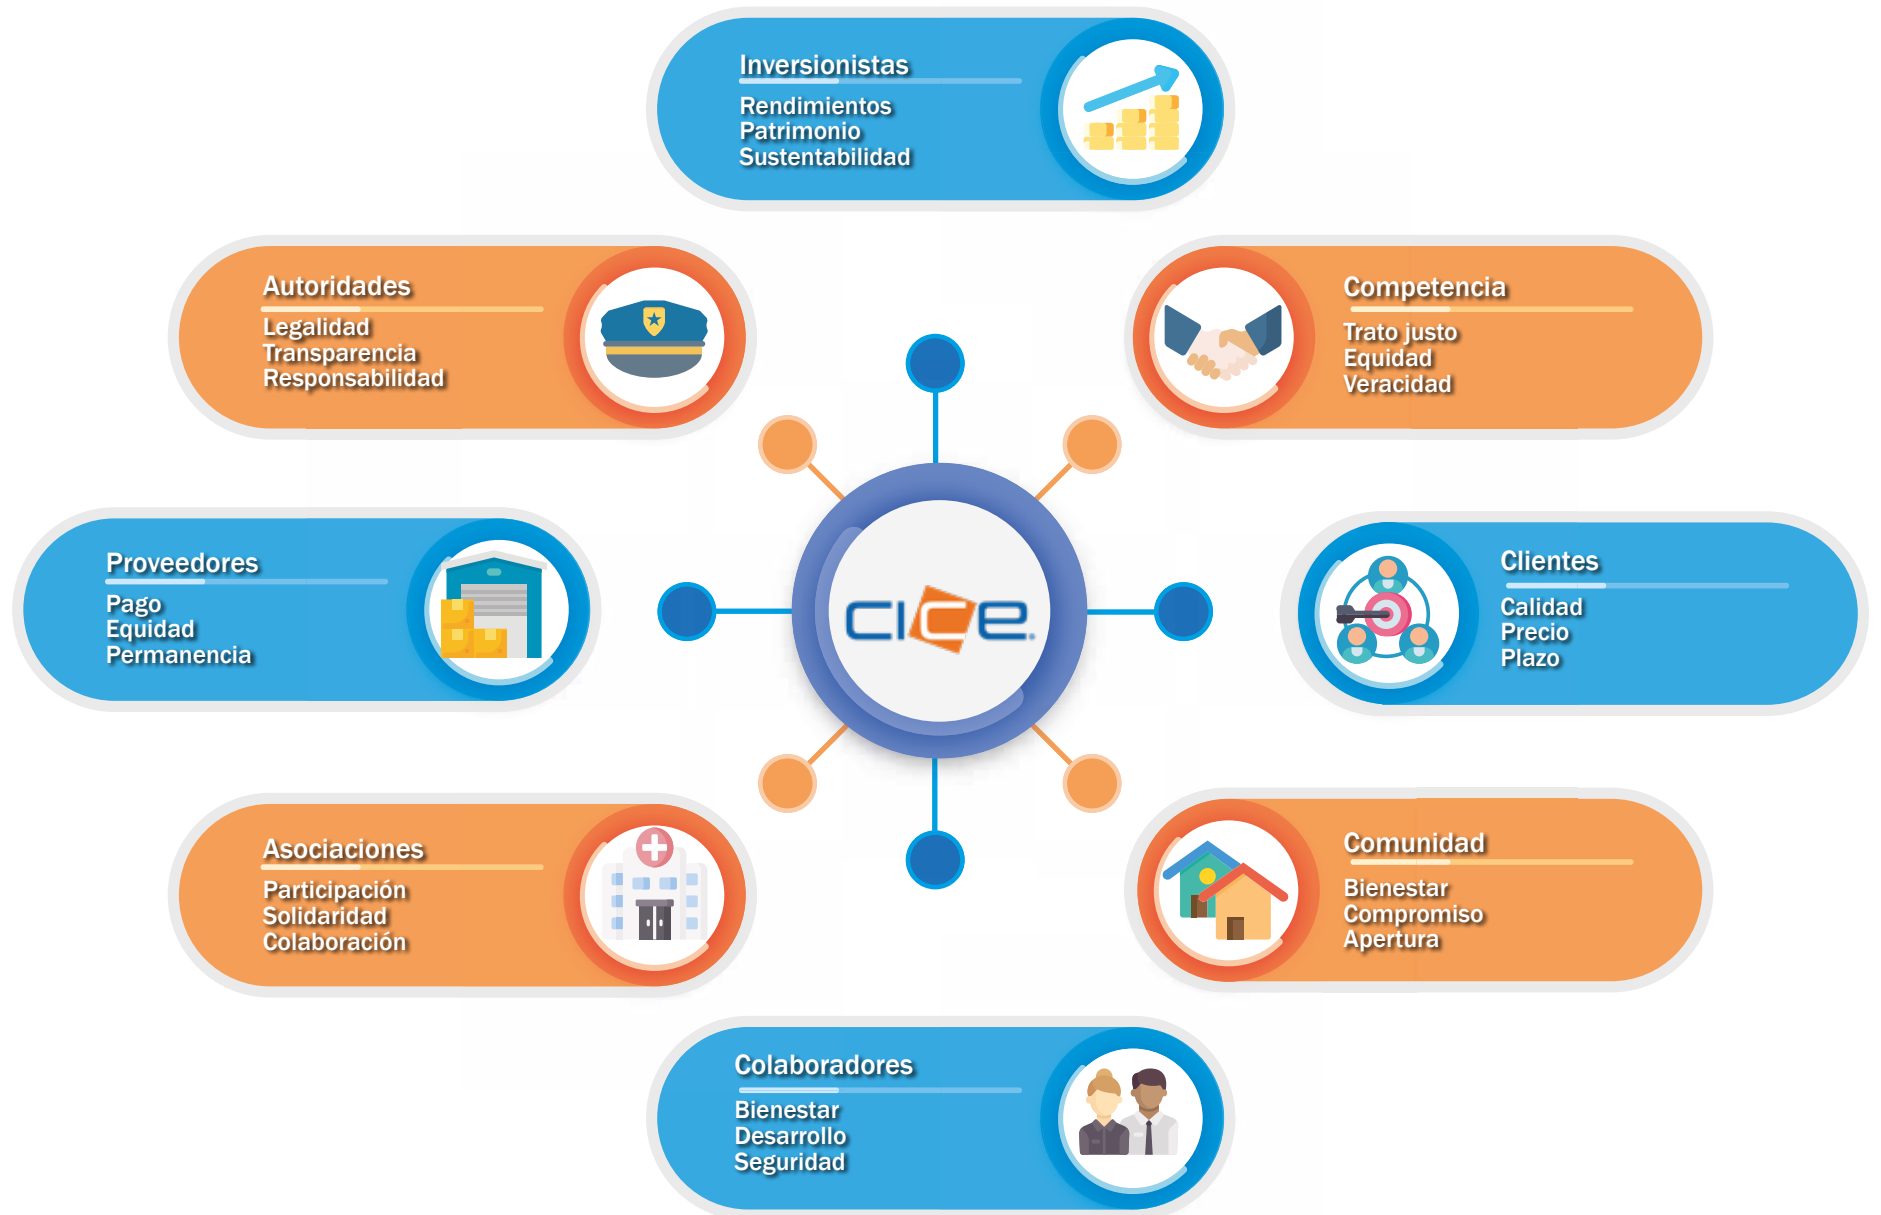 Inversionistas
Rendimientos
Patrimonio
Sustentabilidad
Autoridades
Legalidad
Transparencia
Responsabilidad
Competencia
Trato justo
Equidad
Veracidad
Proveedores
Pago
Equidad
Permanencia
cice®
Clientes
Calidad
Precio
Plazo
Asociaciones
Participación
Solidaridad
Colaboración
Comunidad
Bienestar
Compromiso
Apertura
Colaboradores
Bienestar
Desarrollo
Seguridad